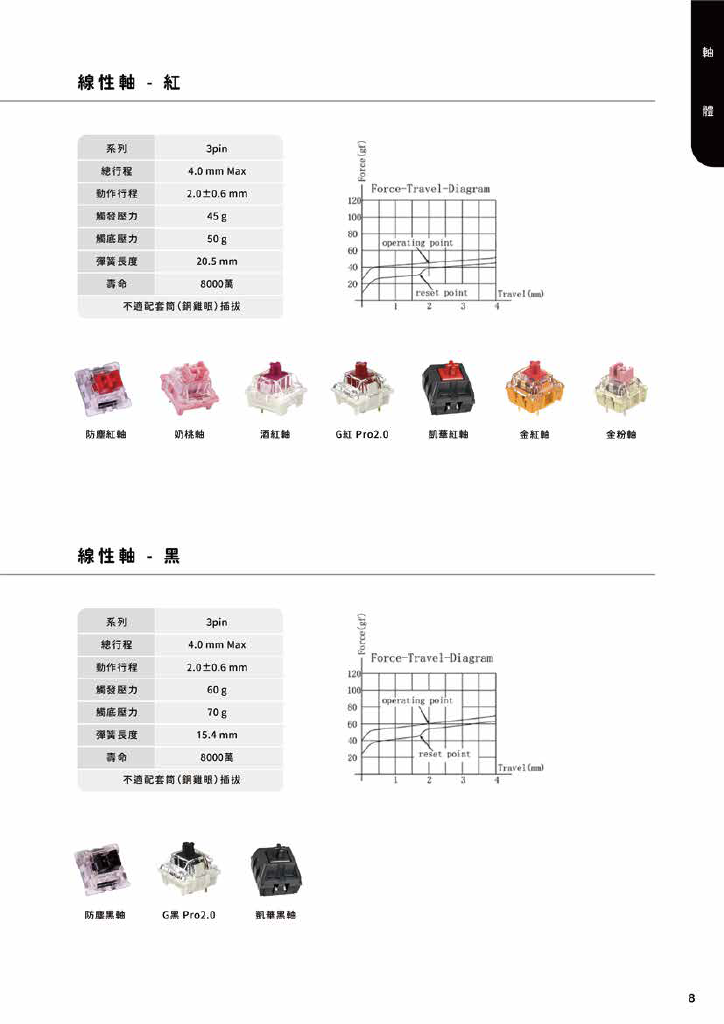 軸
體
線性軸 - 紅
系列 3pin
總行程 4.0 mm Max
動作行程 2.0±0.6 mm
觸發壓力 45 g
觸底壓力 50 g
彈簧長度 20.5 mm
壽命 8000萬
不適配套筒(銅雞眼)插拔
Force(gf)
Force-Travel-Diagram
120
100
80
operating point
60
40
20
reset point
Travel(mm)
1 2 3 4
防塵紅軸 奶桃軸 酒紅軸 G紅 Pro2.0 凱華紅軸 金紅軸 金粉軸
線性軸 - 黑
系列 3pin
總行程 4.0 mm Max
動作行程 2.0±0.6 mm
觸發壓力 60 g
觸底壓力 70 g
彈簧長度 15.4 mm
壽命 8000萬
不適配套筒(銅雞眼)插拔
Force(gf)
Force-Travel-Diagram
120
100
80
operating point
60
40
20
reset point
Travel(mm)
1 2 3 4
防塵黑軸 G黑 Pro2.0 凱華黑軸
8